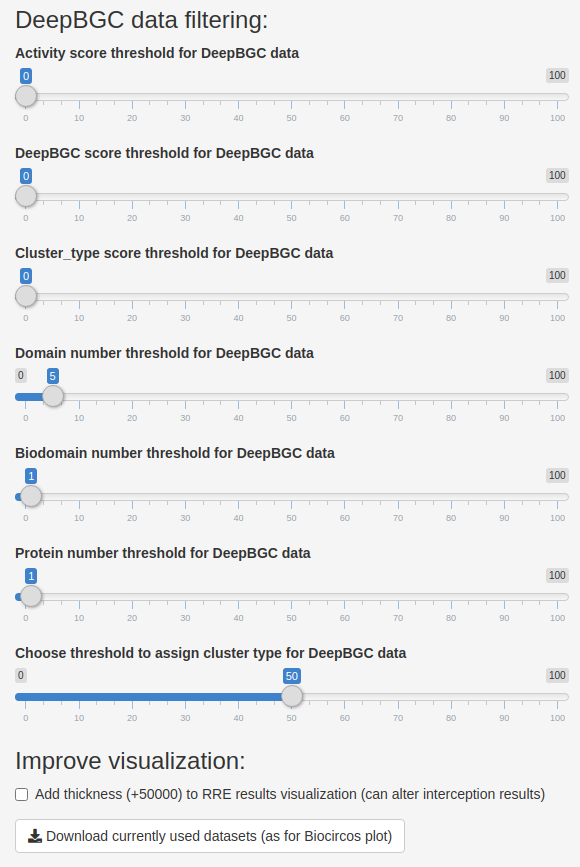 DeepBGC data filtering:
Activity score threshold for DeepBGC data
0 100
0 10 20 30 40 50 60 70 80 90 100
DeepBGC score threshold for DeepBGC data
0 100
0 10 20 30 40 50 60 70 80 90 100
Cluster_type score threshold for DeepBGC data
0 100
0 10 20 30 40 50 60 70 80 90 100
Domain number threshold for DeepBGC data
0 5 100
0 10 20 30 40 50 60 70 80 90 100
Biodomain number threshold for DeepBGC data
1 100
0 10 20 30 40 50 60 70 80 90 100
Protein number threshold for DeepBGC data
1 100
0 10 20 30 40 50 60 70 80 90 100
Choose threshold to assign cluster type for DeepBGC data
0 50 100
0 10 20 30 40 50 60 70 80 90 100
Improve visualization:
Add thickness (+50000) to RRE results visualization (can alter interception results)
Download currently used datasets (as for Biocircos plot)